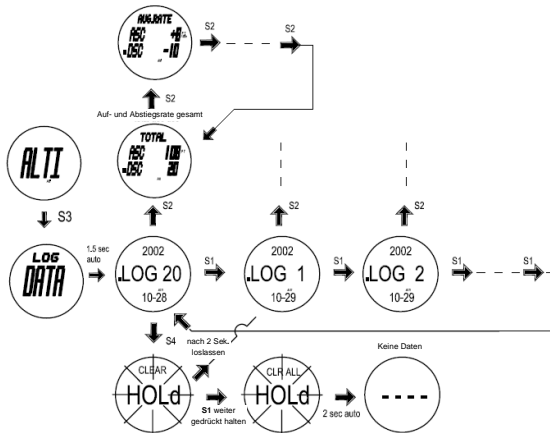 AVG.RATE
ASC +0
DSC -10
S2
S2
S2
Auf- und Abstiegsrate gesamt
TOTAL
ASC 108
DSC 20
ALTI
S3
S2
S2
S2
LOG
DATA
1.5 sec
auto
2002
.LOG 20
10-28
S1
2002
.LOG 1
10-29
S1
2002
.LOG 2
10-29
S1
S4
nach 2 Sek.
loslassen
Keine Daten
CLEAR
HOLd
S1 weiter
gedrückt halten
CLR ALL
HOLd
2 sec auto
----